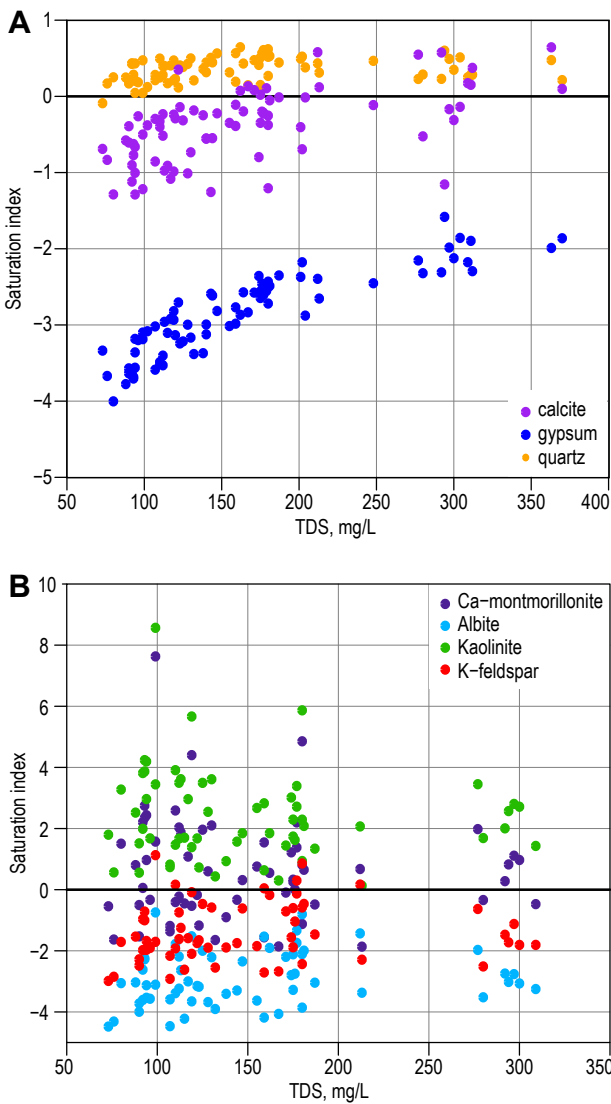 A
1
0
−1
−2
−3
−4
−5
Saturation index
calcite
gypsum
quartz
50 100 150 200 250 300 350 400
TDS, mg/L
B
10
8
6
4
2
0
−2
−4
Saturation index
Ca−montmorillonite
Albite
Kaolinite
K−feldspar
50 100 150 200 250 300 350
TDS, mg/L